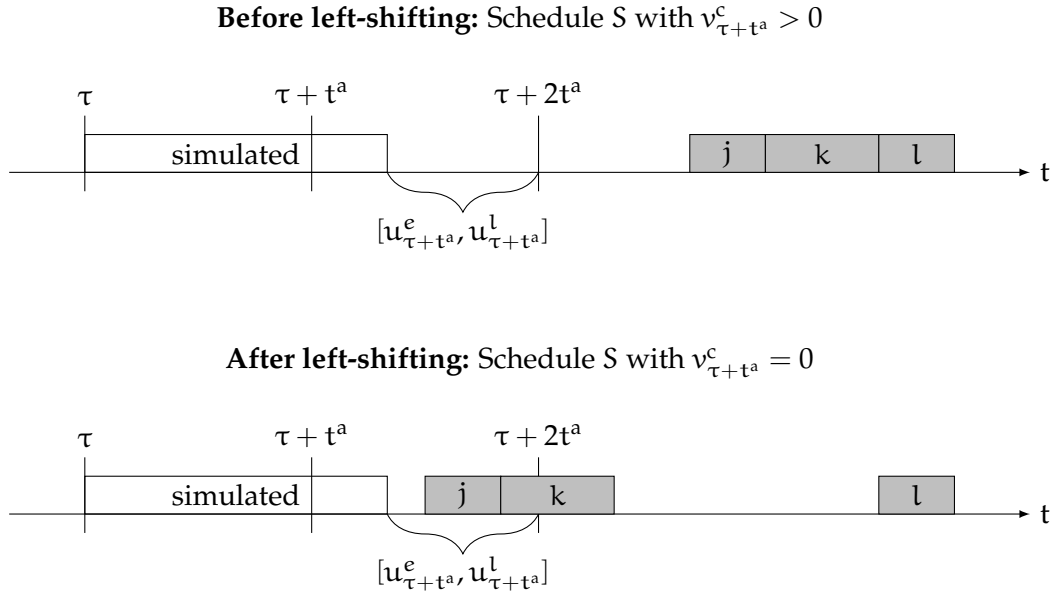 Before left-shifting: Schedule S with v^c_{τ+t^a} > 0
τ τ + t^a τ + 2t^a
simulated j k l
t
[u^e_{τ+t^a}, u^l_{τ+t^a}]
After left-shifting: Schedule S with v^c_{τ+t^a} = 0
τ τ + t^a τ + 2t^a
simulated j k l
t
[u^e_{τ+t^a}, u^l_{τ+t^a}]